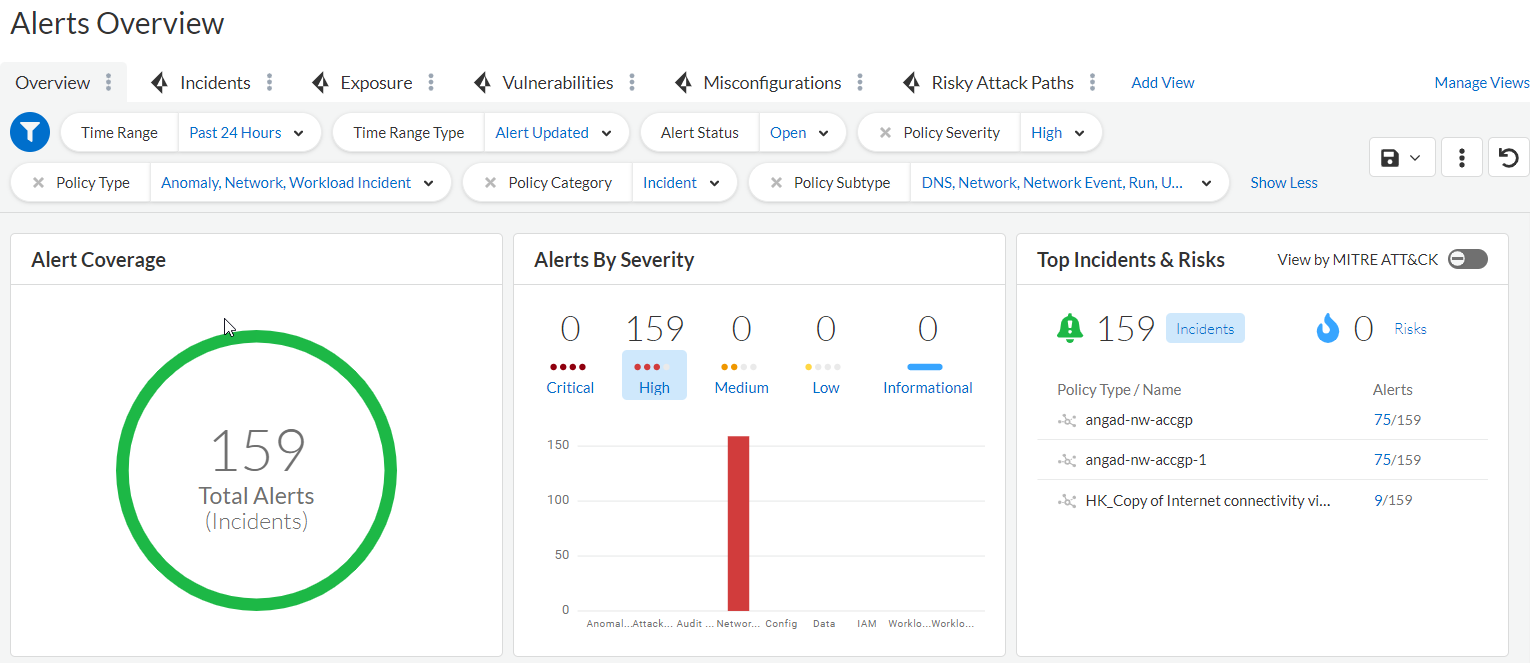 Alerts Overview
Overview Incidents Exposure Vulnerabilities Misconfigurations Risky Attack Paths Add View Manage Views
Time Range Past 24 Hours Time Range Type Alert Updated Alert Status Open Policy Severity High
Policy Type Anomaly, Network, Workload Incident Policy Category Incident Policy Subtype DNS, Network, Network Event, Run, U... Show Less
Alert Coverage
159
Total Alerts
(Incidents)
Alerts By Severity
0 159 0 0 0
Critical High Medium Low Informational
150
100
50
0
Anomal... Attack... Audit ... Networ... Config Data IAM Worklo... Worklo...
Top Incidents & Risks View by MITRE ATT&CK
159 Incidents 0 Risks
Policy Type / Name Alerts
angad-nw-accgp 75/159
angad-nw-accgp-1 75/159
HK_Copy of Internet connectivity vi... 9/159